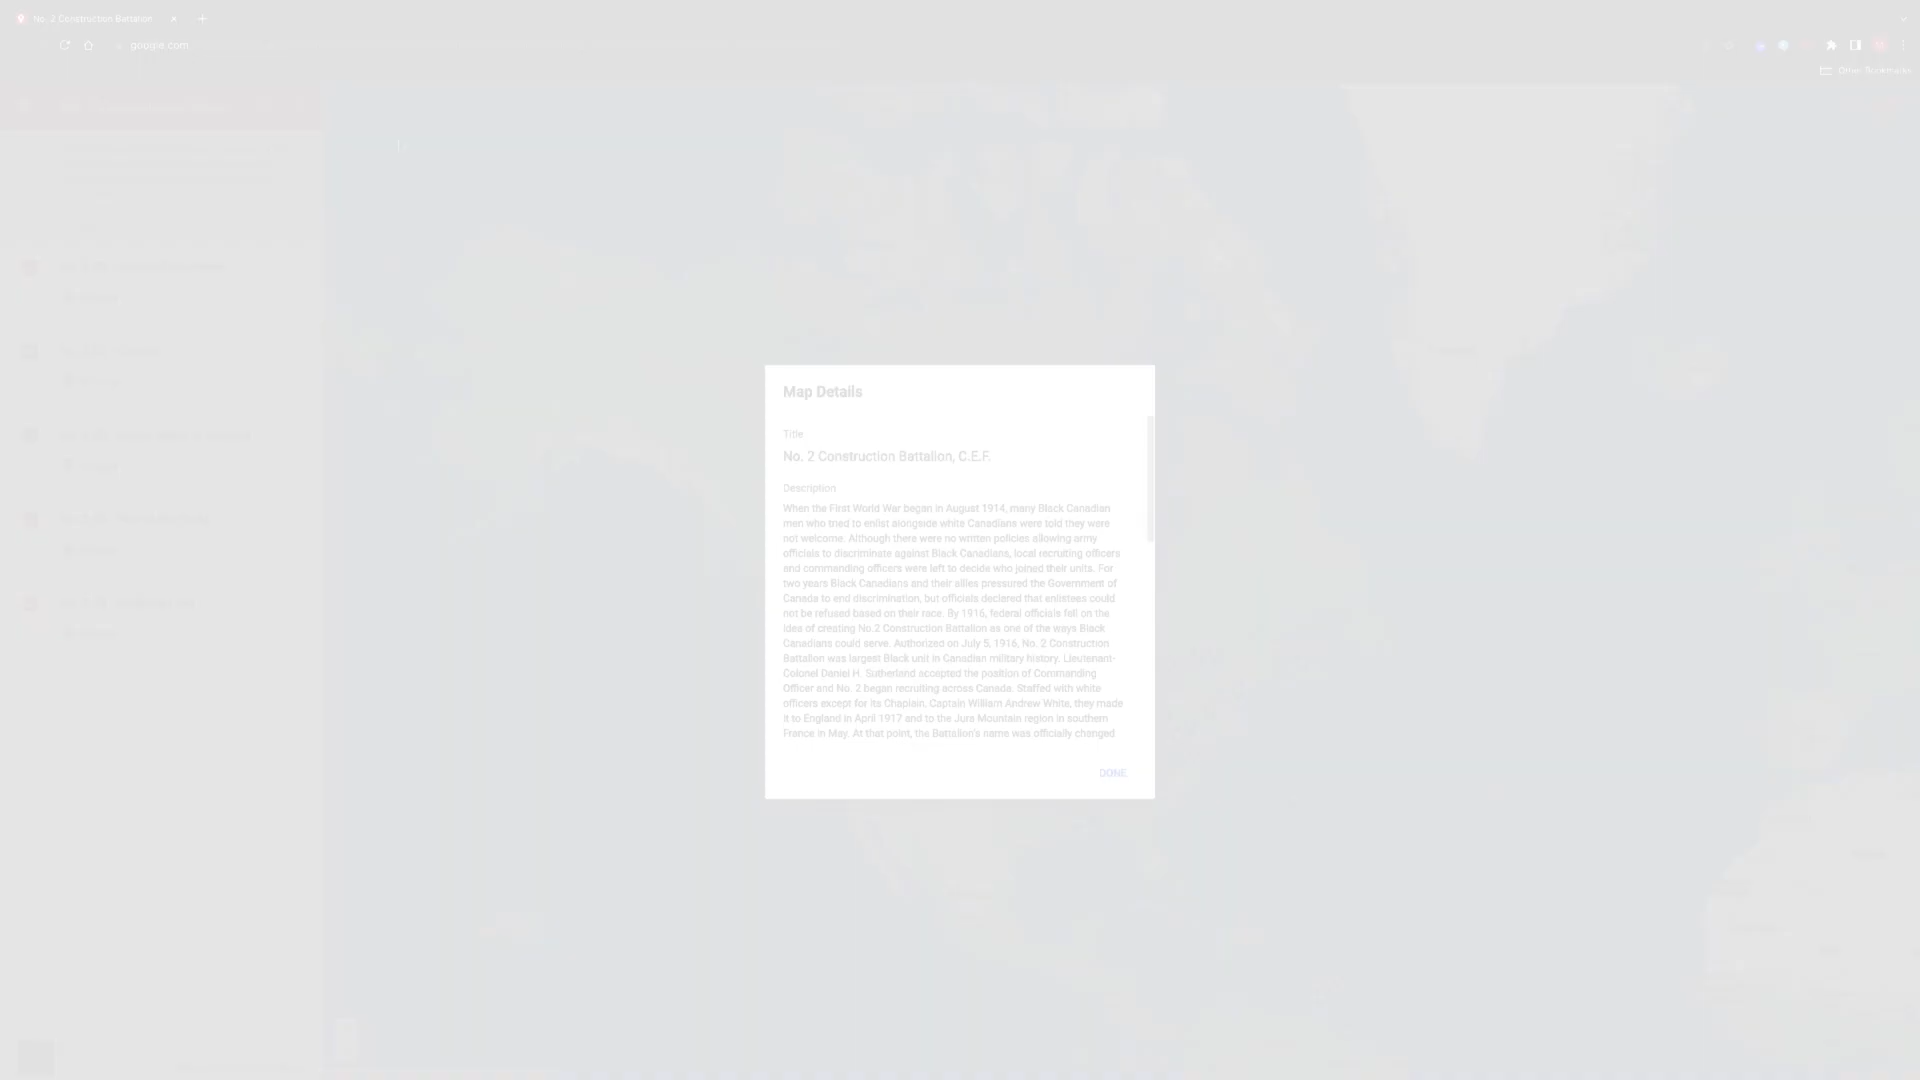 No. 2 Construction Battalion
google.com
Other Bookmarks
Map Details
Title
No. 2 Construction Battalion, C.E.F.
Description
When the First World War began in August 1914, many Black Canadian
men who tried to enlist alongside white Canadians were told they were
not welcome. Although there were no written policies allowing army
officials to discriminate against Black Canadians, local recruiting officers
and commanding officers were left to decide who joined their units. For
two years Black Canadians and their allies pressured the Government of
Canada to end discrimination, but officials declared that enlistees could
not be refused based on their race. By 1916, federal officials fell on the
idea of creating No.2 Construction Battalion as one of the ways Black
Canadians could serve. Authorized on July 5, 1916, No. 2 Construction
Battalion was largest Black unit in Canadian military history. Lieutenant-
Colonel Daniel H. Sutherland accepted the position of Commanding
Officer and No. 2 began recruiting across Canada. Staffed with white
officers except for its Chaplain, Captain William Andrew White, they made
it to England in April 1917 and to the Jura Mountain region in southern
France in May. At that point, the Battalion's name was officially changed
DONE